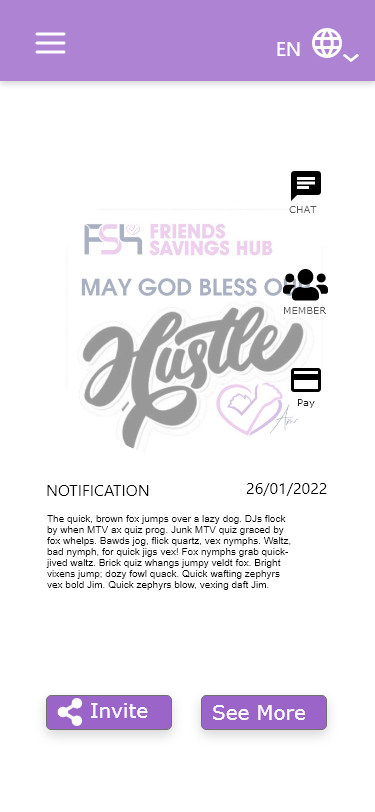 EN
CHAT
FSH FRIENDS
SAVINGS HUB
MAY GOD BLESS
Hustle
MEMBER
Pay
NOTIFICATION 26/01/2022
The quick, brown fox jumps over a lazy dog. DJs flock
by when MTV ax quiz prog. Junk MTV quiz graced by
fox whelps. Bawds jog, flick quartz, vex nymphs. Waltz,
bad nymph, for quick jigs vex! Fox nymphs grab quick-
jived waltz. Brick quiz whangs jumpy veldt fox. Bright
vixens jump; dozy fowl quack. Quick wafting zephyrs
vex bold Jim. Quick zephyrs blow, vexing daft Jim.
Invite See More